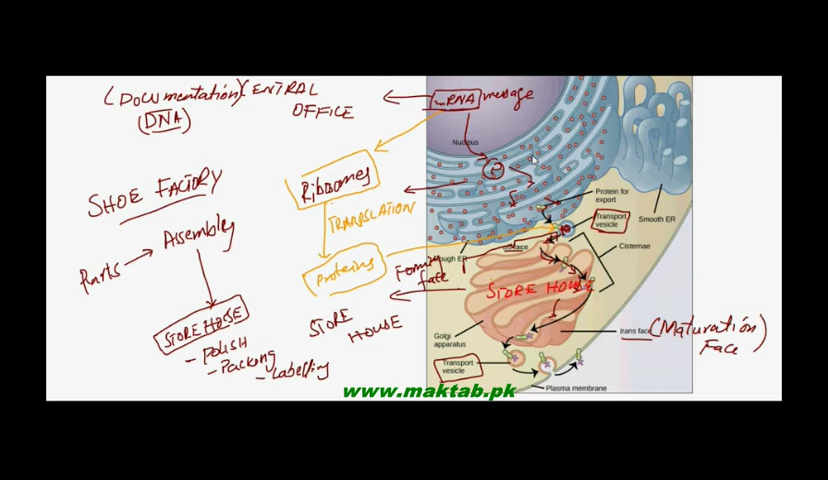 (Documentation) CENTRAL
OFFICE
(DNA)
mRNA message
Nucleus
SHOE FACTORY
Ribosomes
TRANSLATION
Parts → Assembly
Proteins
Protein for
export
Transport
vesicle
Smooth ER
Cisternae
Forming
face
STORE HOUSE
STORE HOUSE
- Polish
- Packing
- Labelling
STORE
HOUSE
Golgi
apparatus
trans face (Maturation)
Face
Transport
vesicle
Plasma membrane
www.maktab.pk